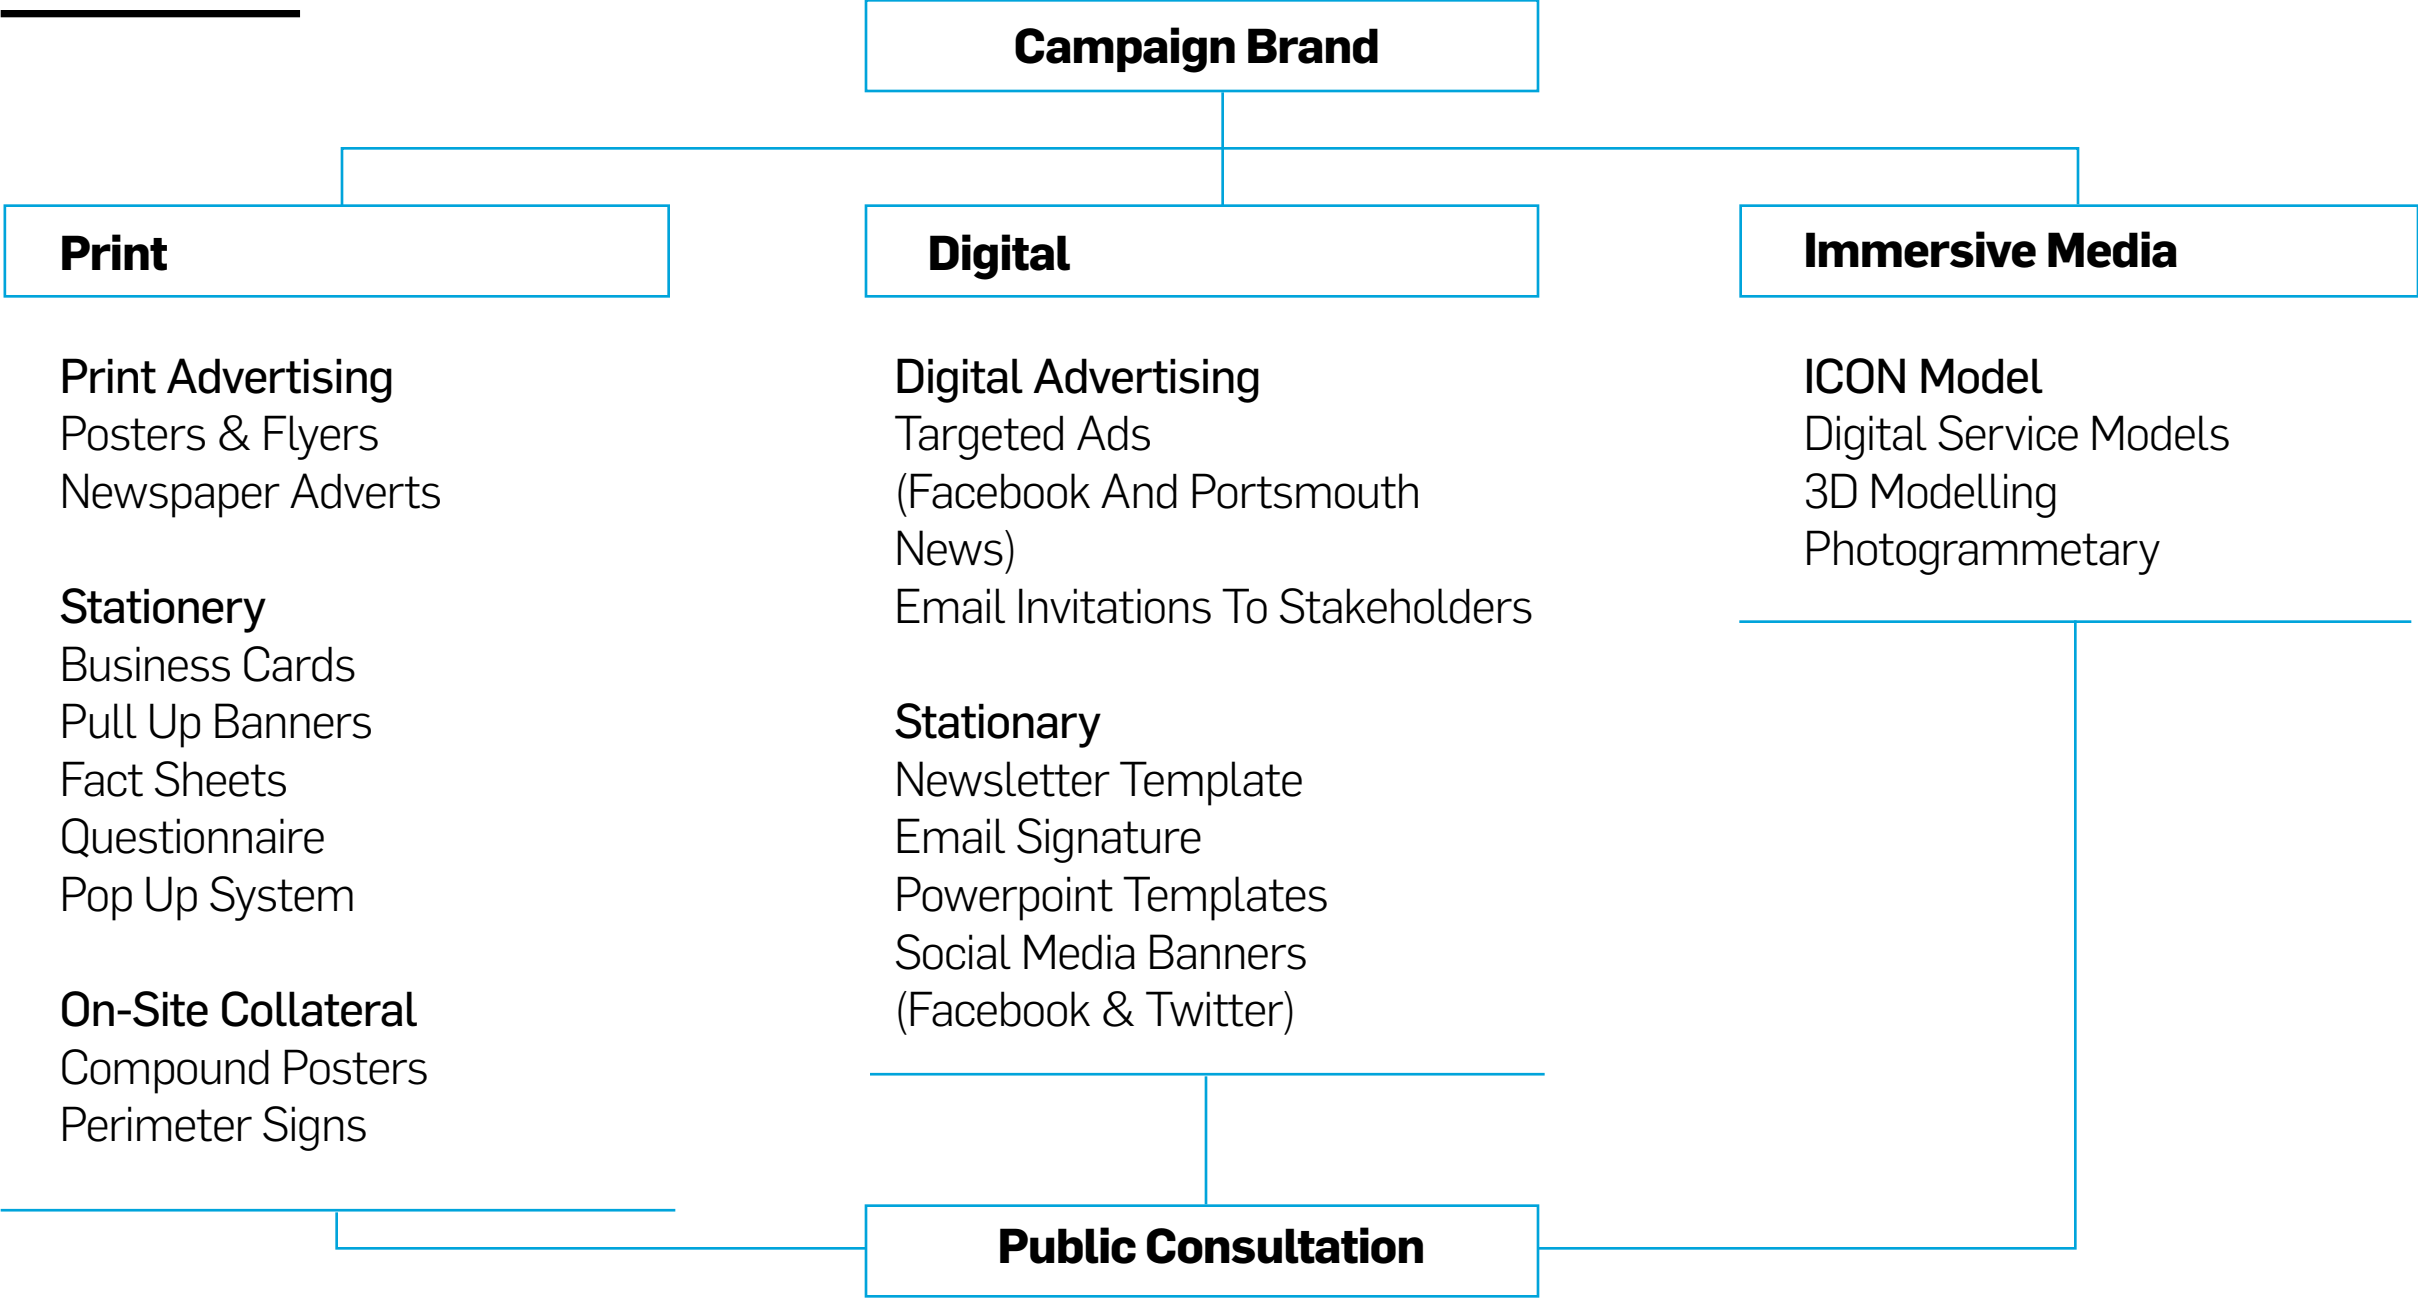 Campaign Brand
Print
Digital
Immersive Media
Print Advertising
Posters & Flyers
Newspaper Adverts
Stationery
Business Cards
Pull Up Banners
Fact Sheets
Questionnaire
Pop Up System
On-Site Collateral
Compound Posters
Perimeter Signs
Digital Advertising
Targeted Ads
(Facebook And Portsmouth
News)
Email Invitations To Stakeholders
Stationary
Newsletter Template
Email Signature
Powerpoint Templates
Social Media Banners
(Facebook & Twitter)
ICON Model
Digital Service Models
3D Modelling
Photogrammetary
Public Consultation